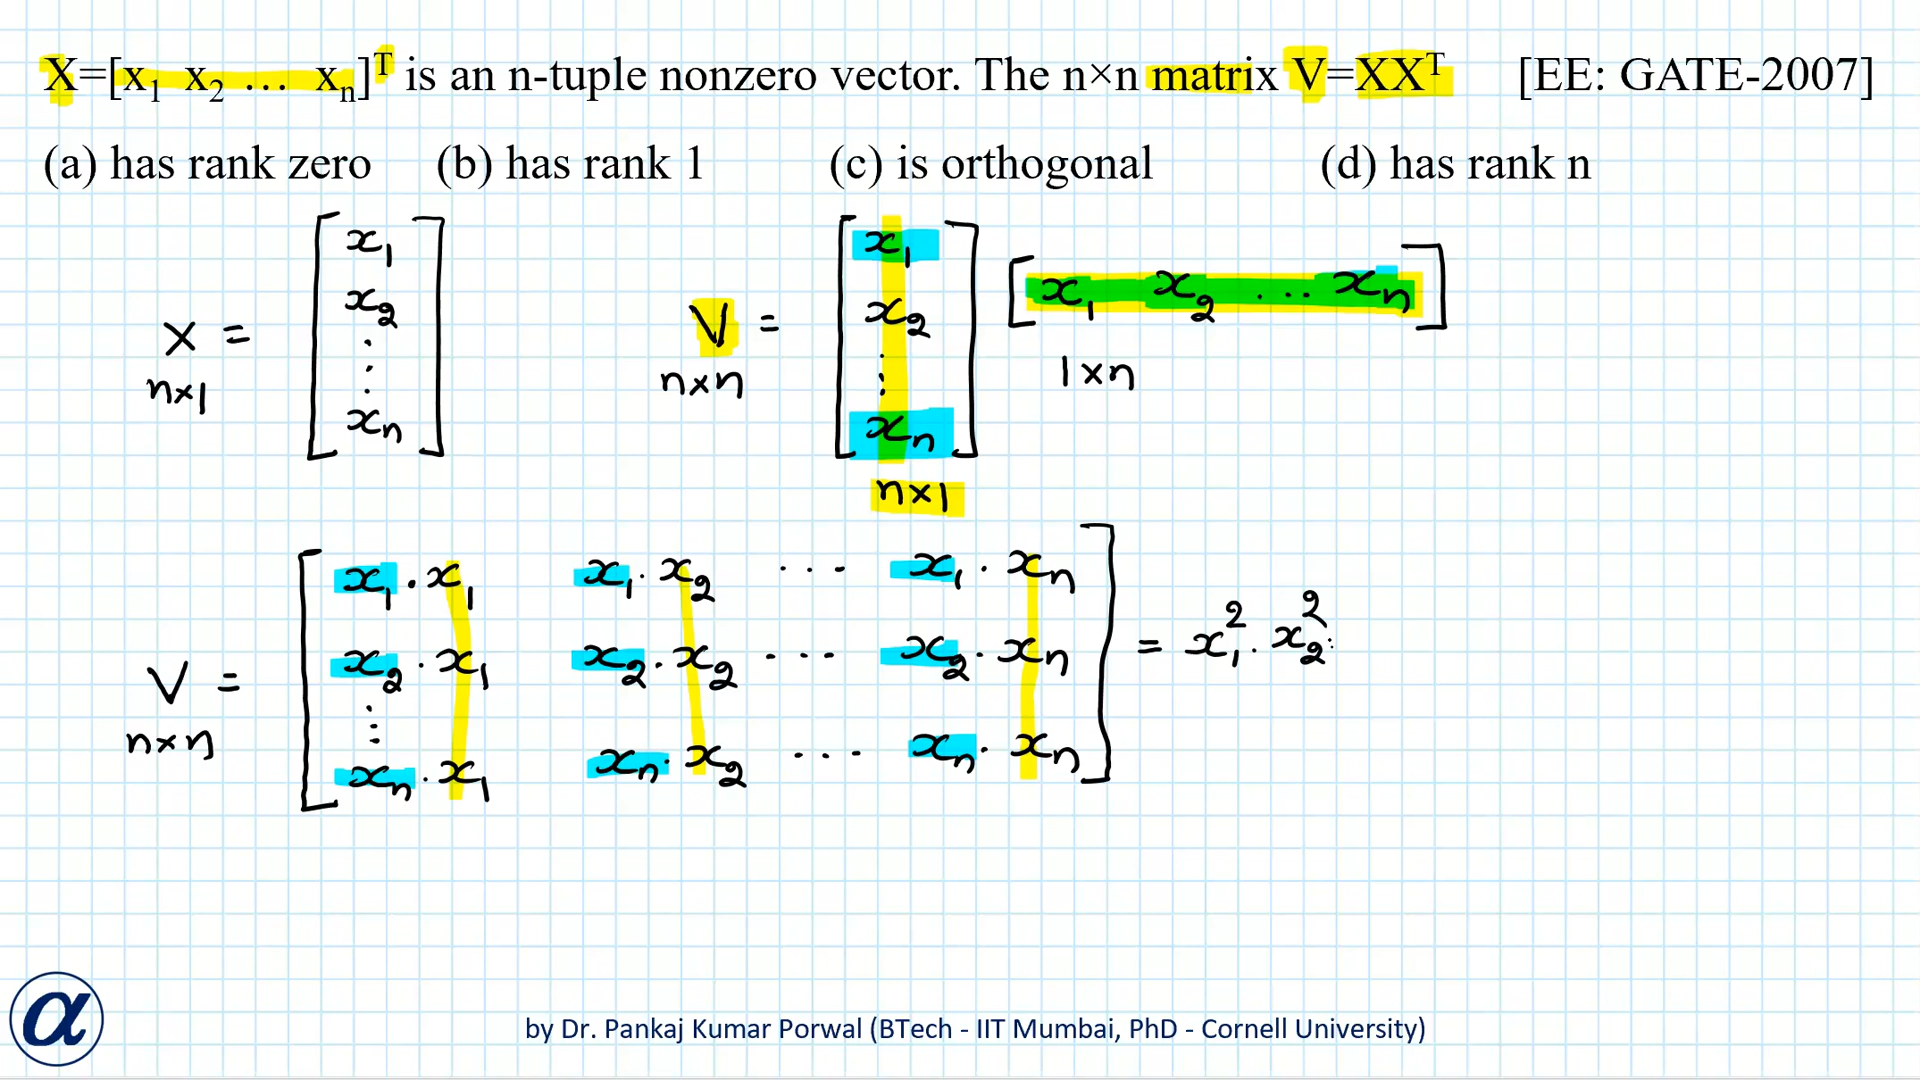 X=[x₁ x₂ … xₙ]ᵀ is an n-tuple nonzero vector. The n×n matrix V=XXᵀ [EE: GATE-2007]
(a) has rank zero (b) has rank 1 (c) is orthogonal (d) has rank n
X = [x₁ x₂ ⋮ xₙ]
n×1
V = [x₁ x₂ ⋮ xₙ] [x₁ x₂ … xₙ]
n×n
n×1
1×n
V = [x₁·x₁ x₁·x₂ … x₁·xₙ
x₂·x₁ x₂·x₂ … x₂·xₙ
⋮
xₙ·x₁ xₙ·x₂ … xₙ·xₙ] = x₁²·x₂²
n×n
α
by Dr. Pankaj Kumar Porwal (BTech - IIT Mumbai, PhD - Cornell University)